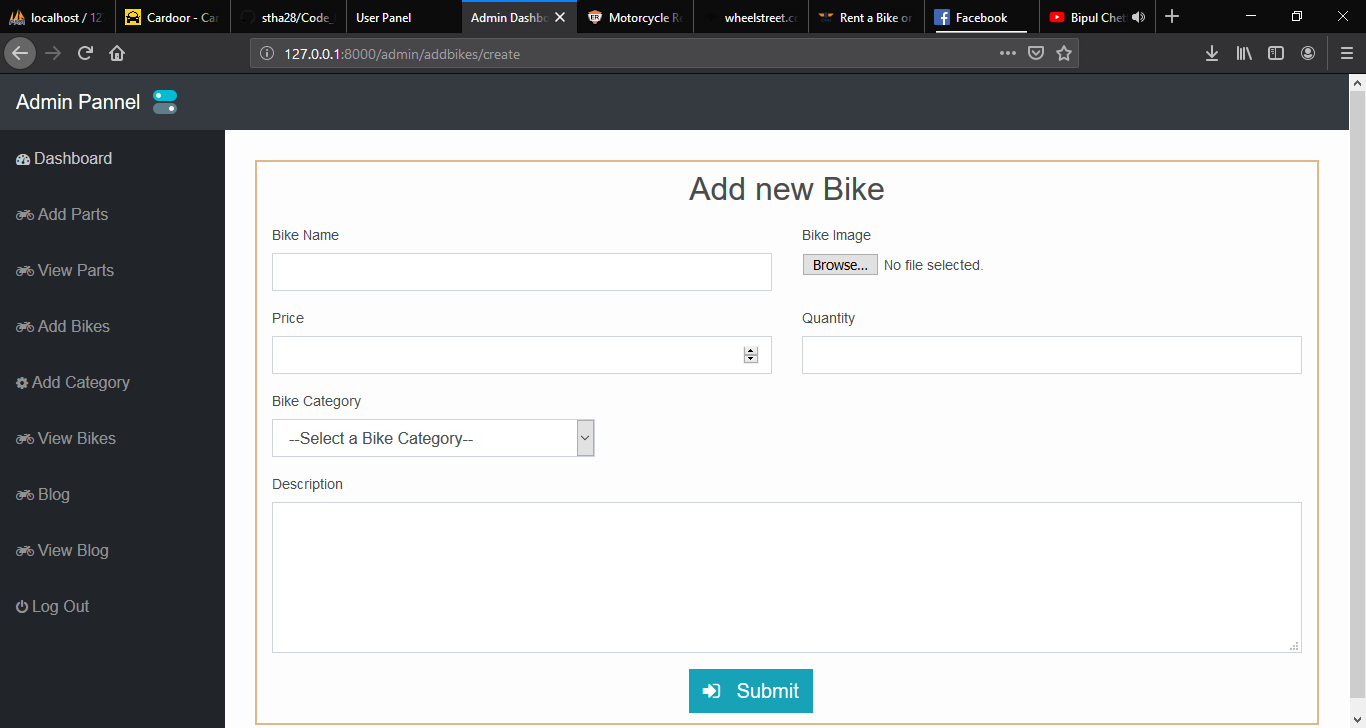 localhost / 12
Cardoor - Car
stha28/Code_
User Panel
Admin Dashbo
Motorcycle Re
wheelstreet.co
Rent a Bike or
Facebook
Bipul Chet
127.0.0.1:8000/admin/addbikes/create
Admin Pannel
Dashboard
Add Parts
View Parts
Add Bikes
Add Category
View Bikes
Blog
View Blog
Log Out
Add new Bike
Bike Name
Bike Image
Browse... No file selected.
Price
Quantity
Bike Category
--Select a Bike Category--
Description
Submit